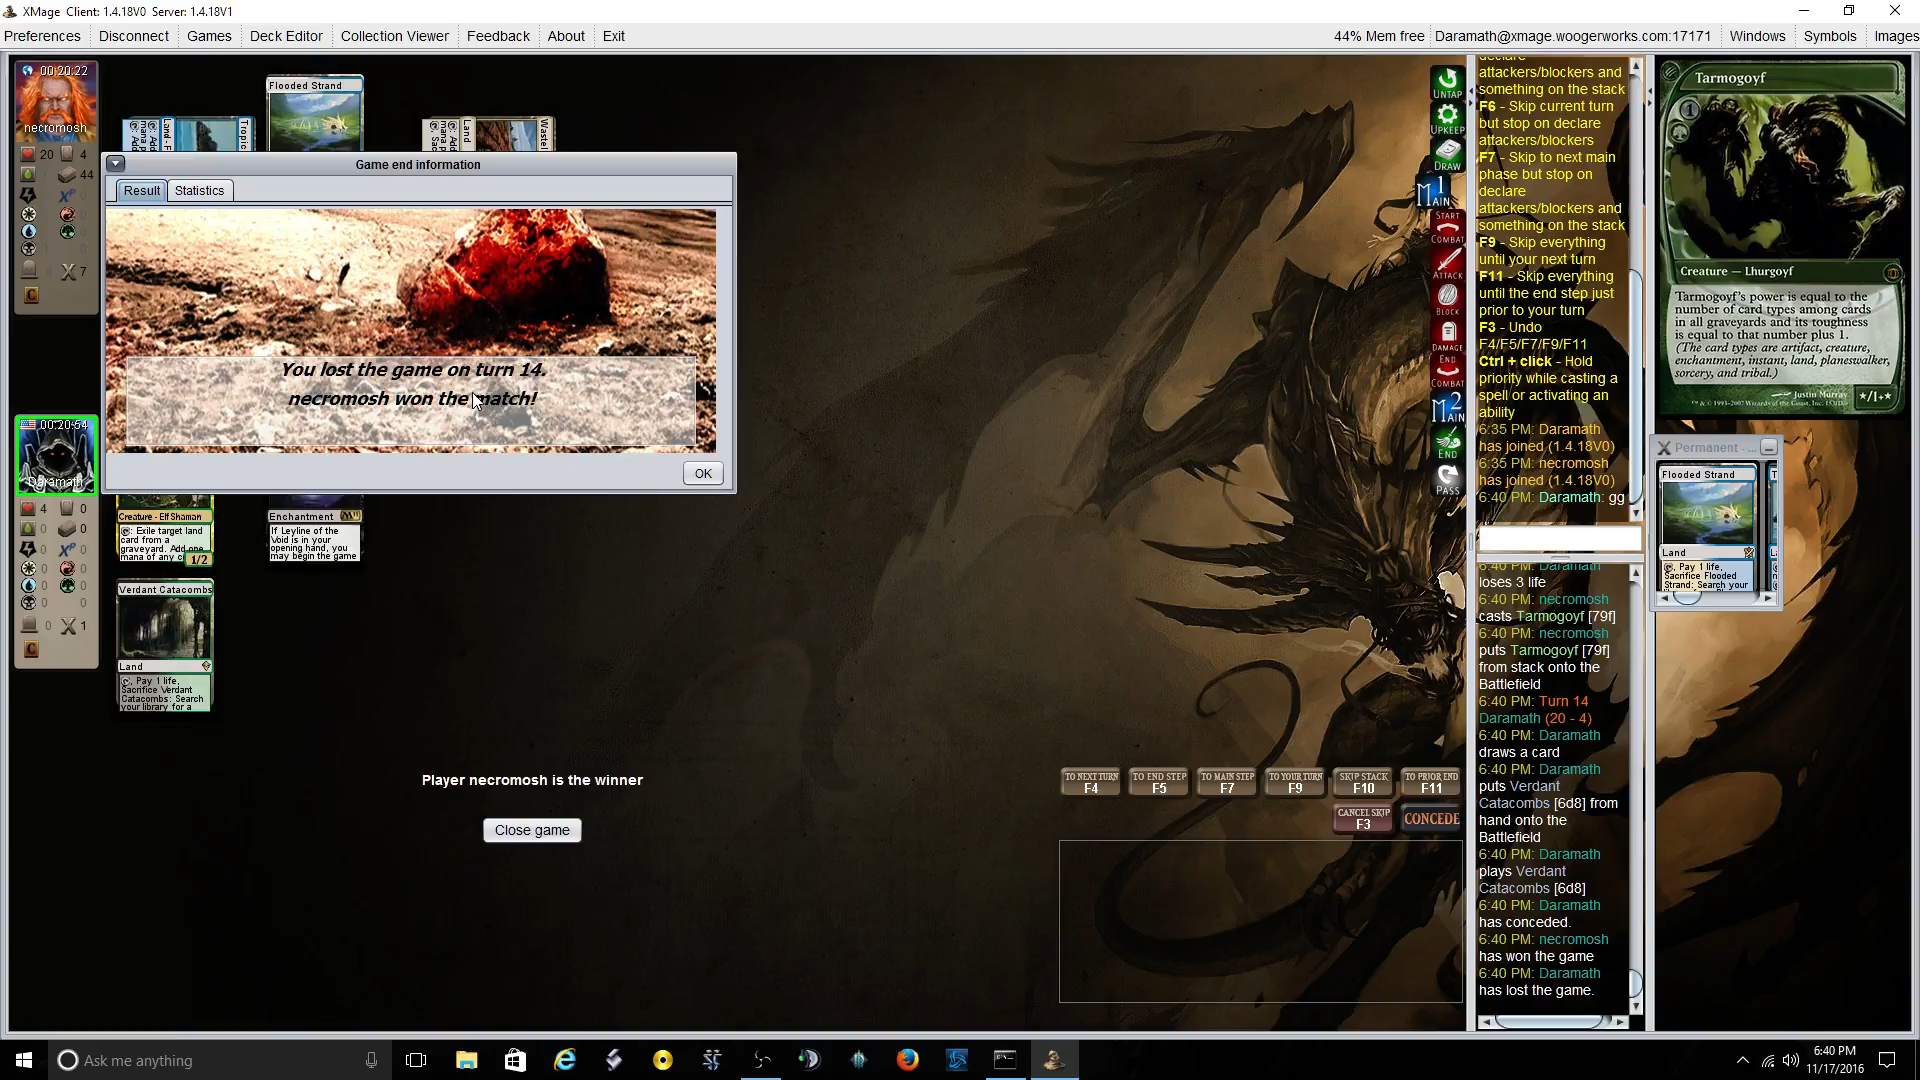 XMage Client: 1.4.18V0 Server: 1.4.18V1
Preferences Disconnect Games Deck Editor Collection Viewer Feedback About Exit
44% Mem free Daramath@xmage.woogerworks.com:17171 Windows Symbols Images
00:20:22
necromosh
20 4
44
7
Flooded Strand
Land
Game end information
Result Statistics
You lost the game on turn 14.
necromosh won the match!
OK
00:20:54
Daramath
4 0
0 0
0 0
0 0
0 0
0 0
0 1
Creature - Elf Shaman
: Exile target land
card from a
graveyard. Add one
mana of any c
1/2
Enchantment
If Leyline of the
Void is in your
opening hand, you
may begin the game
Verdant Catacombs
Land
, Pay 1 life,
Sacrifice Verdant
Catacombs: Search
your library for a
Player necromosh is the winner
Close game
UNTAP
UPKEEP
DRAW
M1 MAIN
START COMBAT
ATTACK
BLOCK
DAMAGE
END COMBAT
M2 MAIN
END
PASS
TO NEXT TURN F4
TO END STEP F5
TO MAIN STEP F7
TO YOUR TURN F9
SKIP STACK F10
TO PRIOR END F11
CANCEL SKIP F3
CONCEDE
declare
attackers/blockers and
something on the stack
F6 - Skip current turn
but stop on declare
attackers/blockers
F7 - Skip to next main
phase but stop on
declare
attackers/blockers and
something on the stack
F9 - Skip everything
until your next turn
F11 - Skip everything
until the end step just
prior to your turn
F3 - Undo
F4/F5/F7/F9/F11
Ctrl + click - Hold
priority while casting a
spell or activating an
ability
6:35 PM: Daramath
has joined (1.4.18V0)
6:35 PM: necromosh
has joined (1.4.18V0)
6:40 PM: Daramath: gg
6:40 PM: Daramath
loses 3 life
6:40 PM: necromosh
casts Tarmogoyf [79f]
6:40 PM: necromosh
puts Tarmogoyf [79f]
from stack onto the
Battlefield
6:40 PM: Turn 14
Daramath (20 - 4)
6:40 PM: Daramath
draws a card
6:40 PM: Daramath
puts Verdant
Catacombs [6d8] from
hand onto the
Battlefield
6:40 PM: Daramath
plays Verdant
Catacombs [6d8]
6:40 PM: Daramath
has conceded.
6:40 PM: necromosh
has won the game
6:40 PM: Daramath
has lost the game.
Tarmogoyf
1
Creature — Lhurgoyf
Tarmogoyf's power is equal to the
number of card types among cards
in all graveyards and its toughness
is equal to that number plus 1.
(The card types are artifact, creature,
enchantment, instant, land, planeswalker,
sorcery, and tribal.)
Justin Murray
*/1+*
Permanent - ...
Flooded Strand
Land
, Pay 1 life,
Sacrifice Flooded
Strand: Search your
Ask me anything
6:40 PM
11/17/2016